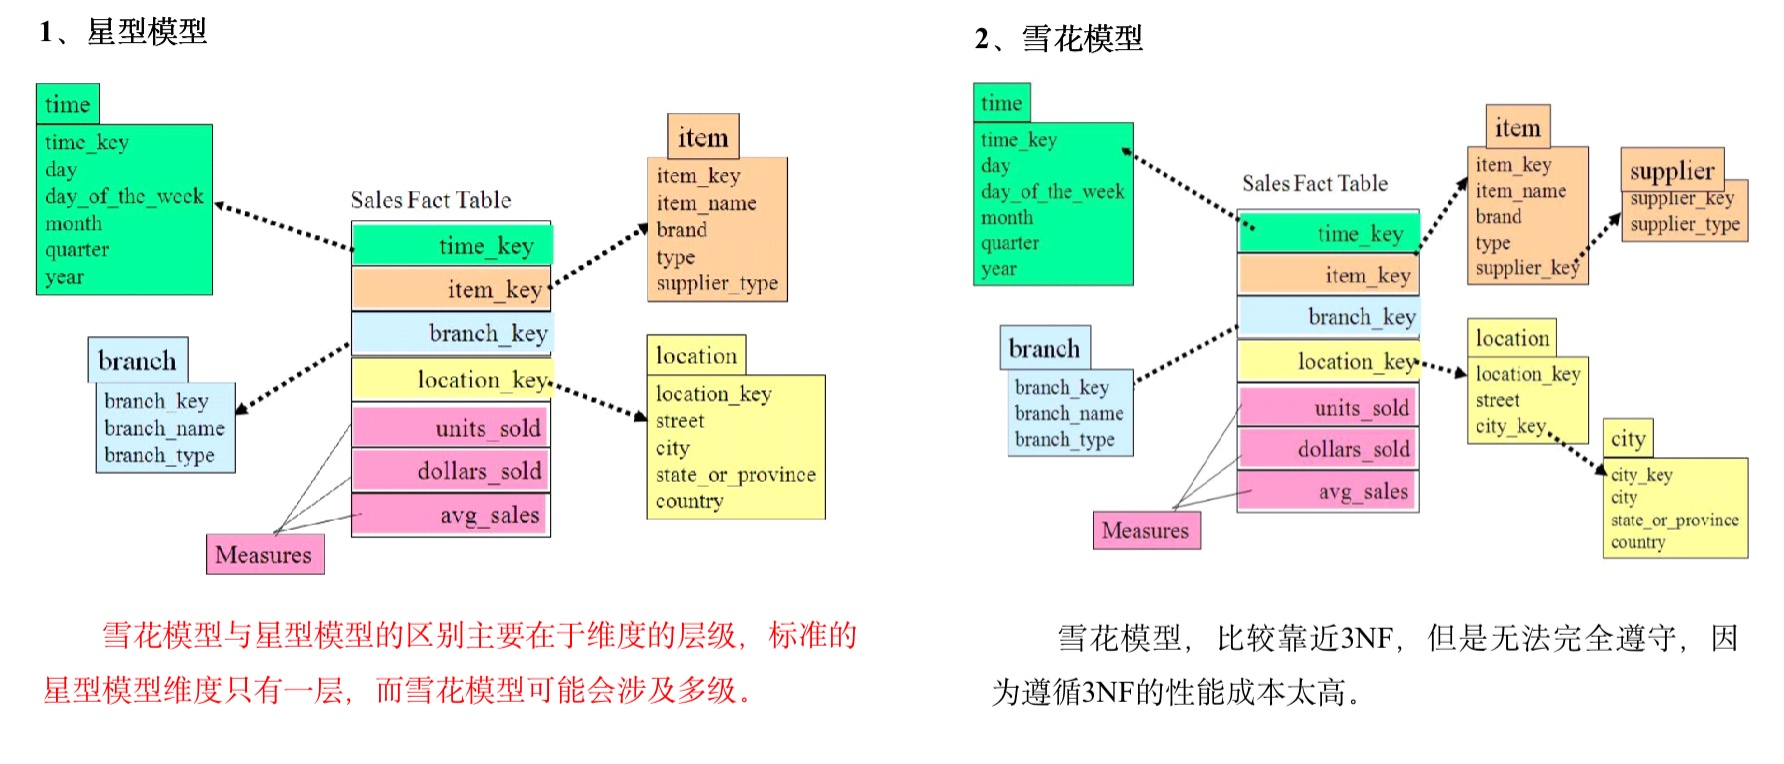 1、星型模型
time
time_key
day
day_of_the_week
month
quarter
year
branch
branch_key
branch_name
branch_type
Sales Fact Table
time_key
item_key
branch_key
location_key
units_sold
dollars_sold
avg_sales
Measures
item
item_key
item_name
brand
type
supplier_type
location
location_key
street
city
state_or_province
country
雪花模型与星型模型的区别主要在于维度的层级，标准的
星型模型维度只有一层，而雪花模型可能会涉及多级。
2、雪花模型
time
time_key
day
day_of_the_week
month
quarter
year
branch
branch_key
branch_name
branch_type
Sales Fact Table
time_key
item_key
branch_key
location_key
units_sold
dollars_sold
avg_sales
Measures
item
item_key
item_name
brand
type
supplier_key
supplier
supplier_key
supplier_type
location
location_key
street
city_key
city
city_key
city
state_or_province
country
雪花模型，比较靠近3NF，但是无法完全遵守，因
为遵循3NF的性能成本太高。